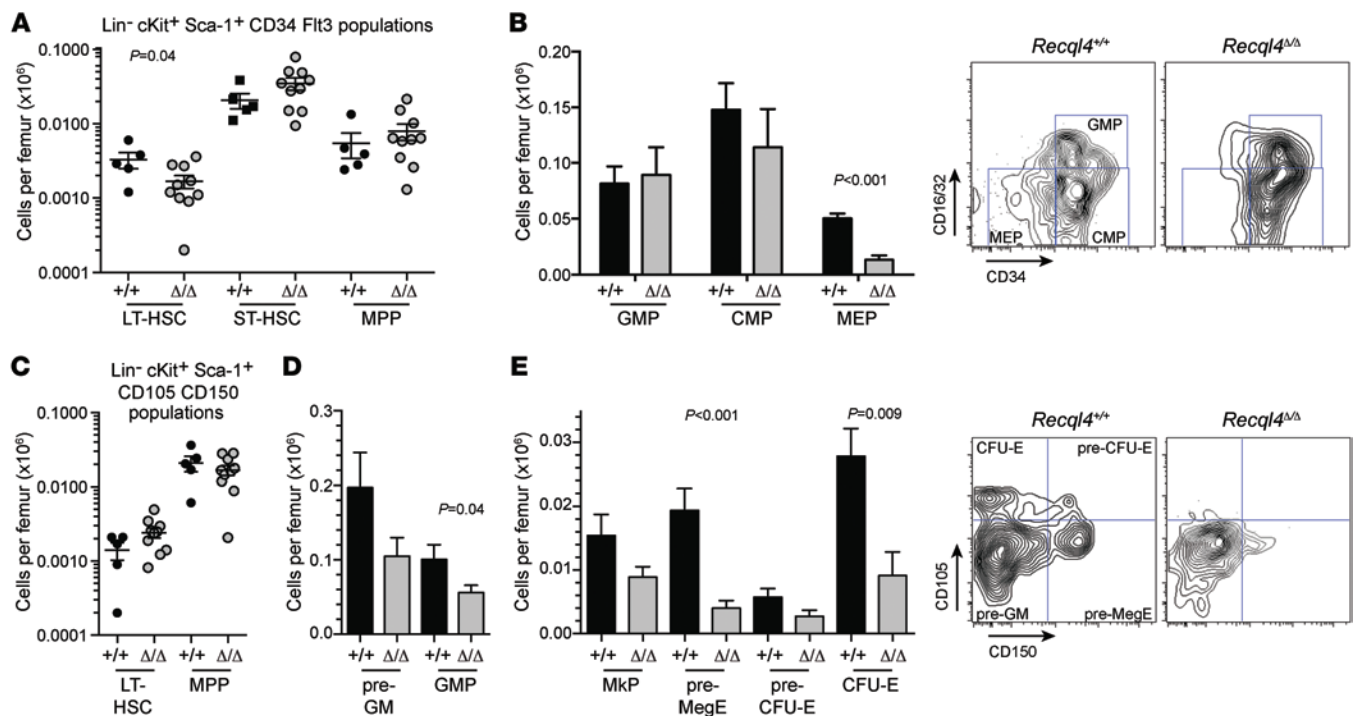 A
Lin- cKit+ Sca-1+ CD34 Flt3 populations
Cells per femur (x10⁶)
0.1000
0.0100
0.0010
0.0001
P=0.04
+/+ Δ/Δ +/+ Δ/Δ +/+ Δ/Δ
LT-HSC ST-HSC MPP
B
Cells per femur (x10⁶)
0.20
0.15
0.10
0.05
0.00
P<0.001
+/+ Δ/Δ +/+ Δ/Δ +/+ Δ/Δ
GMP CMP MEP
Recql4+/+ Recql4Δ/Δ
GMP
MEP CMP
CD16/32
CD34
C
Lin- cKit+ Sca-1+
CD105 CD150
populations
Cells per femur (x10⁶)
0.1000
0.0100
0.0010
0.0001
+/+ Δ/Δ +/+ Δ/Δ
LT-
HSC
MPP
D
Cells per femur (x10⁶)
0.3
0.2
0.1
0.0
P=0.04
+/+ Δ/Δ +/+ Δ/Δ
pre-
GM
GMP
E
Cells per femur (x10⁶)
0.03
0.02
0.01
0.00
P<0.001
P=0.009
+/+ Δ/Δ +/+ Δ/Δ +/+ Δ/Δ +/+ Δ/Δ
MkP
pre-
MegE
pre-
CFU-E
CFU-E
Recql4+/+ Recql4Δ/Δ
CFU-E pre-CFU-E
pre-GM pre-MegE
CD105
CD150